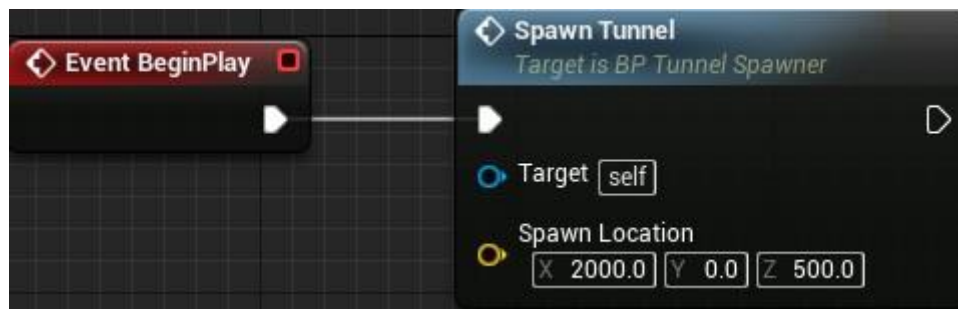 Event BeginPlay
Spawn Tunnel
Target is BP Tunnel Spawner
Target self
Spawn Location
X 2000.0 Y 0.0 Z 500.0